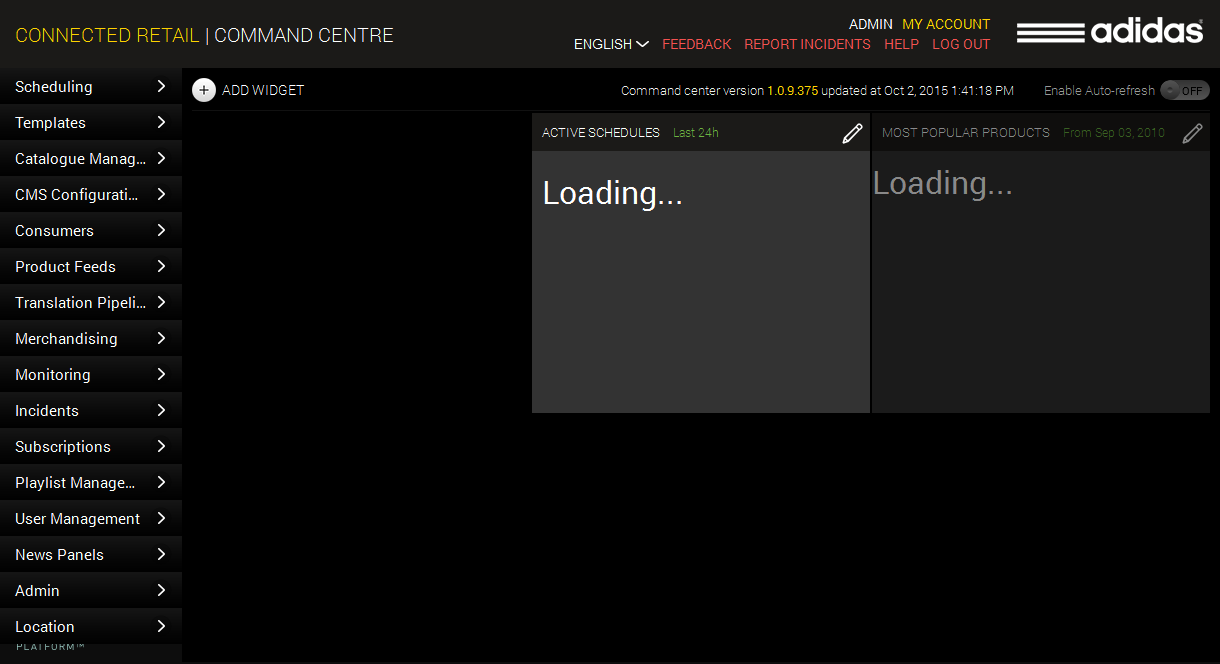 CONNECTED RETAIL | COMMAND CENTRE
ADMIN MY ACCOUNT
ENGLISH FEEDBACK REPORT INCIDENTS HELP LOG OUT
adidas
Scheduling
Templates
Catalogue Manag...
CMS Configurati...
Consumers
Product Feeds
Translation Pipeli...
Merchandising
Monitoring
Incidents
Subscriptions
Playlist Manage...
User Management
News Panels
Admin
Location
PLATFORM™
ADD WIDGET
Command center version 1.0.9.375 updated at Oct 2, 2015 1:41:18 PM
Enable Auto-refresh OFF
ACTIVE SCHEDULES Last 24h
Loading...
MOST POPULAR PRODUCTS From Sep 03, 2010
Loading...